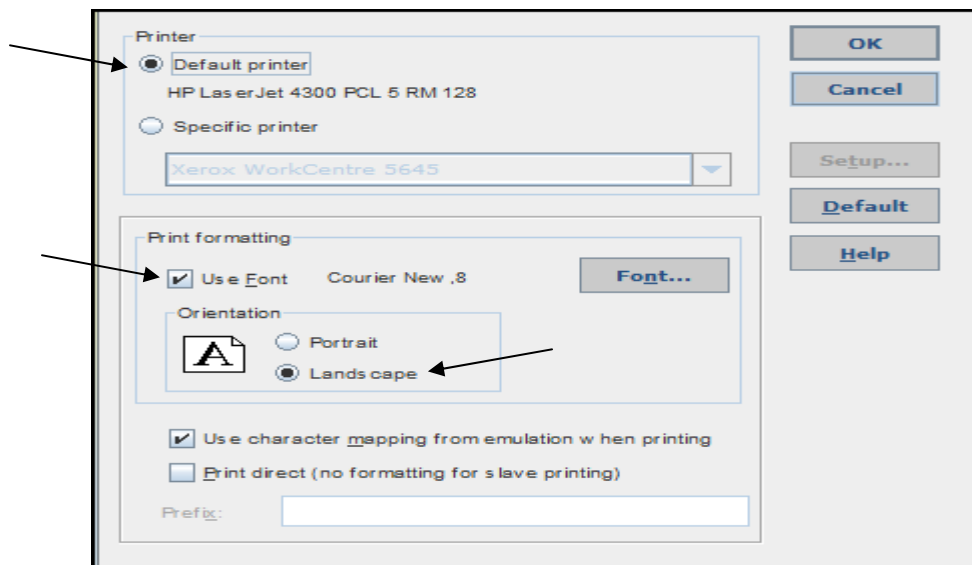 Printer
Default printer
HP LaserJet 4300 PCL 5 RM 128
Specific printer
Xerox WorkCentre 5645
OK
Cancel
Setup...
Default
Help
Print formatting
Use Font Courier New ,8 Font...
Orientation
A
Portrait
Landscape
Use character mapping from emulation when printing
Print direct (no formatting for slave printing)
Prefix: